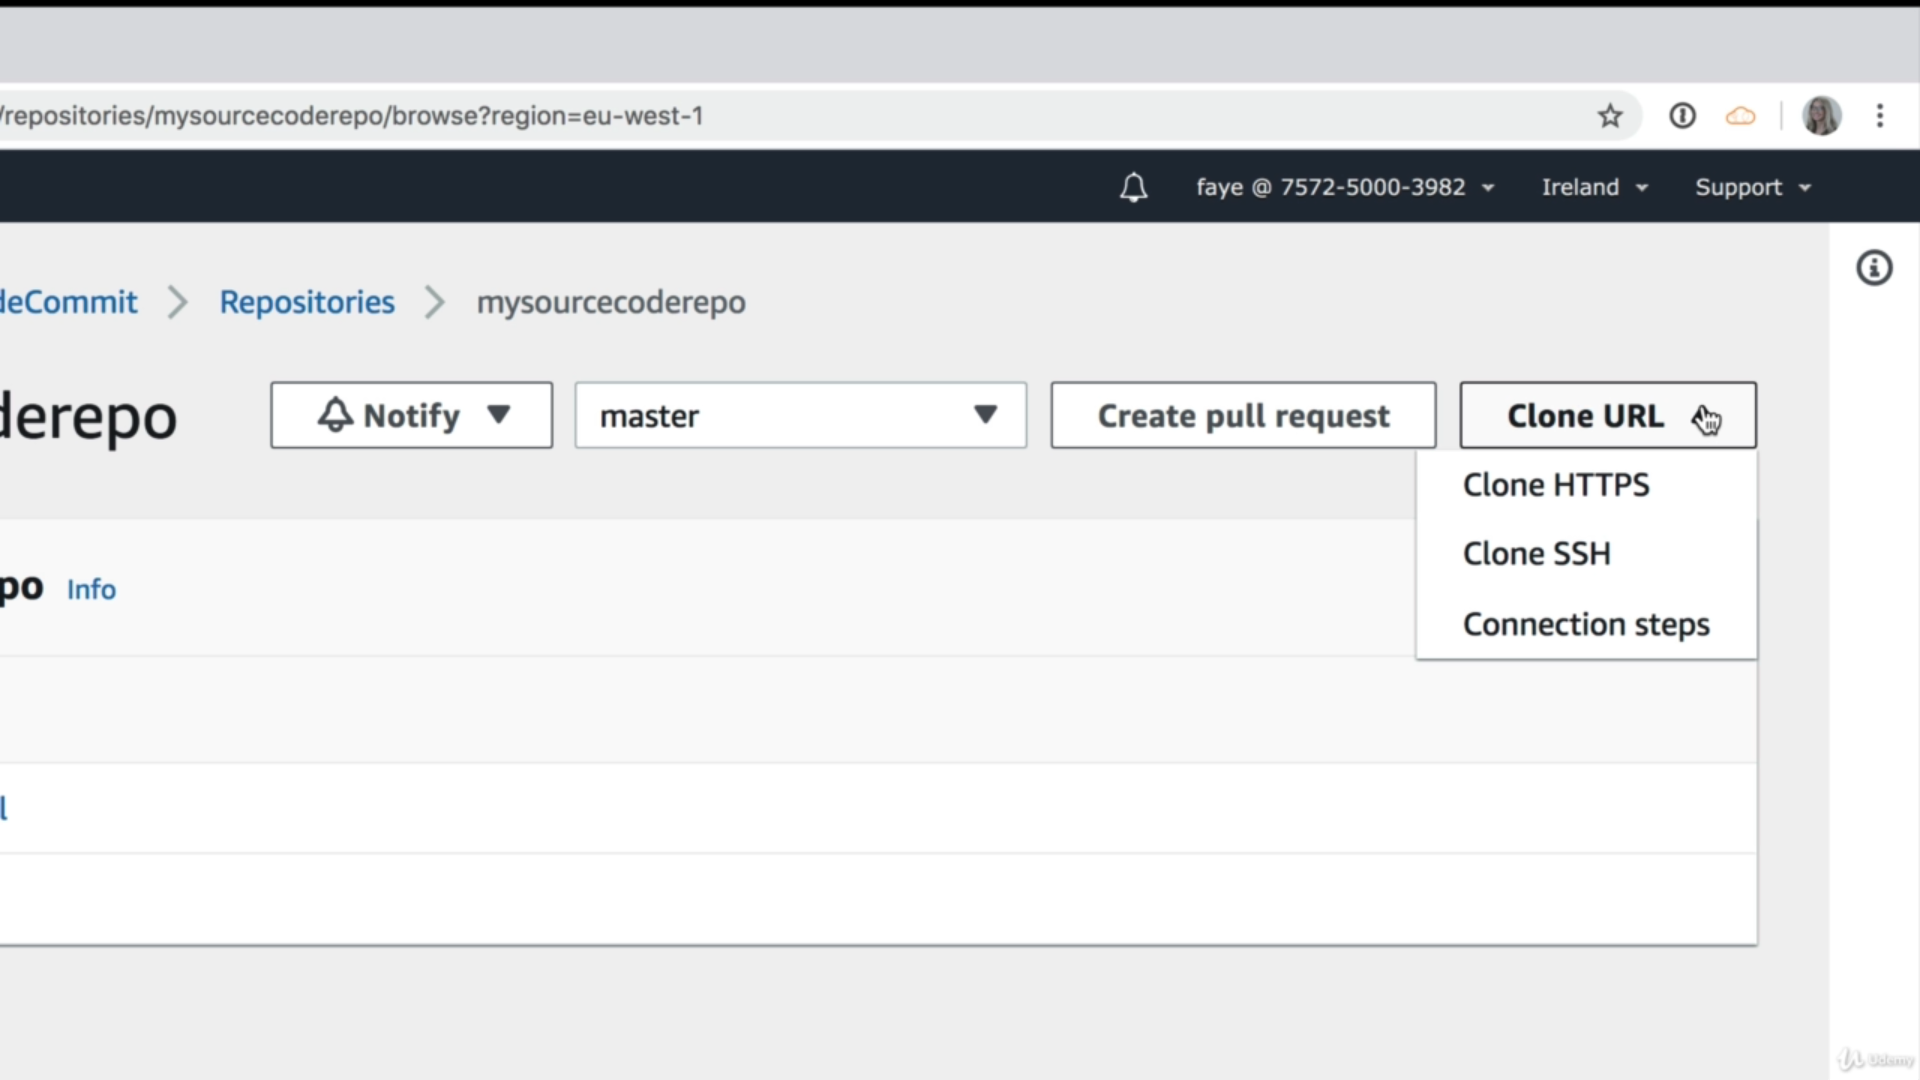 /repositories/mysourcecoderepo/browse?region=eu-west-1
faye @ 7572-5000-3982
Ireland
Support
deCommit
Repositories
mysourcecoderepo
derepo
Notify
master
Create pull request
Clone URL
Clone HTTPS
Clone SSH
Connection steps
po
Info
l
Udemy